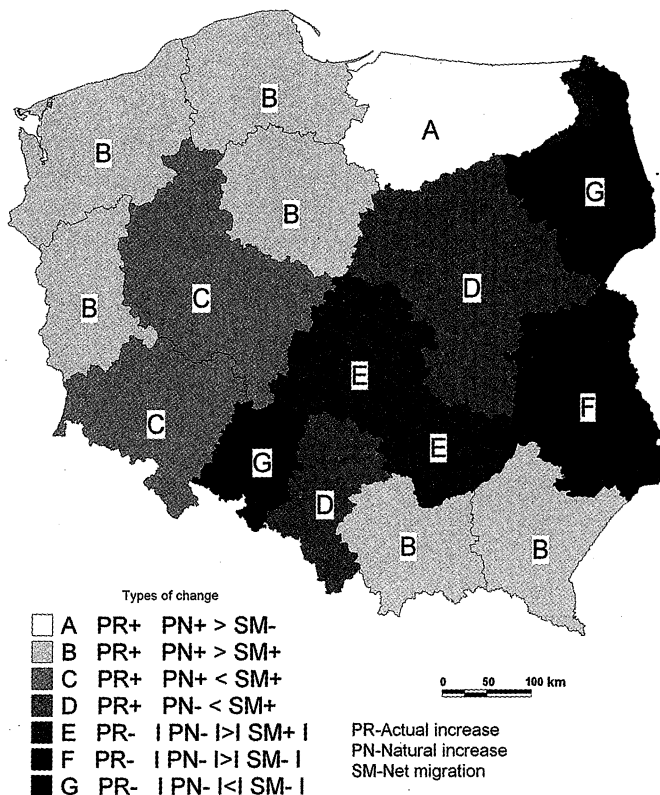 B
B
A
B
G
B
C
D
E
F
C
E
G
D
B
B
Types of change
A PR+ PN+ > SM-
B PR+ PN+ > SM+
C PR+ PN+ < SM+
D PR+ PN- < SM+
E PR- | PN- |>| SM+ |
F PR- | PN- |>| SM- |
G PR- | PN- |<| SM- |
0 50 100 km
PR-Actual increase
PN-Natural increase
SM-Net migration